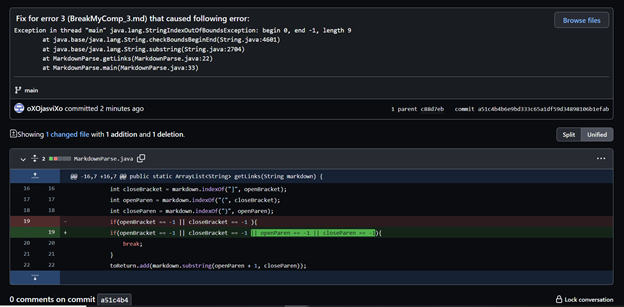 Fix for error 3 (BreakMyComp_3.md) that caused following error:
Browse files
Exception in thread "main" java.lang.StringIndexOutOfBoundsException: begin 0, end -1, length 9
at java.base/java.lang.String.checkBoundsBeginEnd(String.java:4601)
at java.base/java.lang.String.substring(String.java:2704)
at MarkdownParse.getLinks(MarkdownParse.java:22)
at MarkdownParse.main(MarkdownParse.java:33)
main
oXOjasviXo committed 2 minutes ago
1 parent c88d7eb commit a51c4b4b6e9bd333c65a1df59d34898106b1efab
Showing 1 changed file with 1 addition and 1 deletion.
Split Unified
2 MarkdownParse.java
@@ -16,7 +16,7 @@ public static ArrayList<String> getLinks(String markdown) {
16 16 int closeBracket = markdown.indexOf("]", openBracket);
17 17 int openParen = markdown.indexOf("(", closeBracket);
18 18 int closeParen = markdown.indexOf(")", openParen);
19 - if(openBracket == -1 || closeBracket == -1 ){
19 + if(openBracket == -1 || closeBracket == -1 || openParen == -1 || closeParen == -1){
20 20 break;
21 21 }
22 22 toReturn.add(markdown.substring(openParen + 1, closeParen));
0 comments on commit a51c4b4
Lock conversation